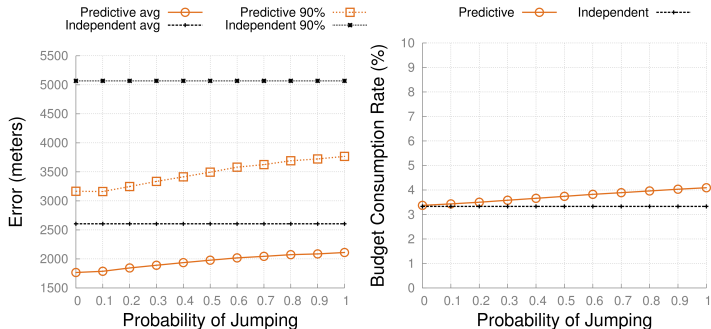 Predictive avg
Predictive 90%
Independent avg
Independent 90%
5500
5000
4500
4000
3500
3000
2500
2000
1500
Error (meters)
0 0.1 0.2 0.3 0.4 0.5 0.6 0.7 0.8 0.9 1
Probability of Jumping
Predictive
Independent
10
9
8
7
6
5
4
3
2
1
0
Budget Consumption Rate (%)
0 0.1 0.2 0.3 0.4 0.5 0.6 0.7 0.8 0.9 1
Probability of Jumping